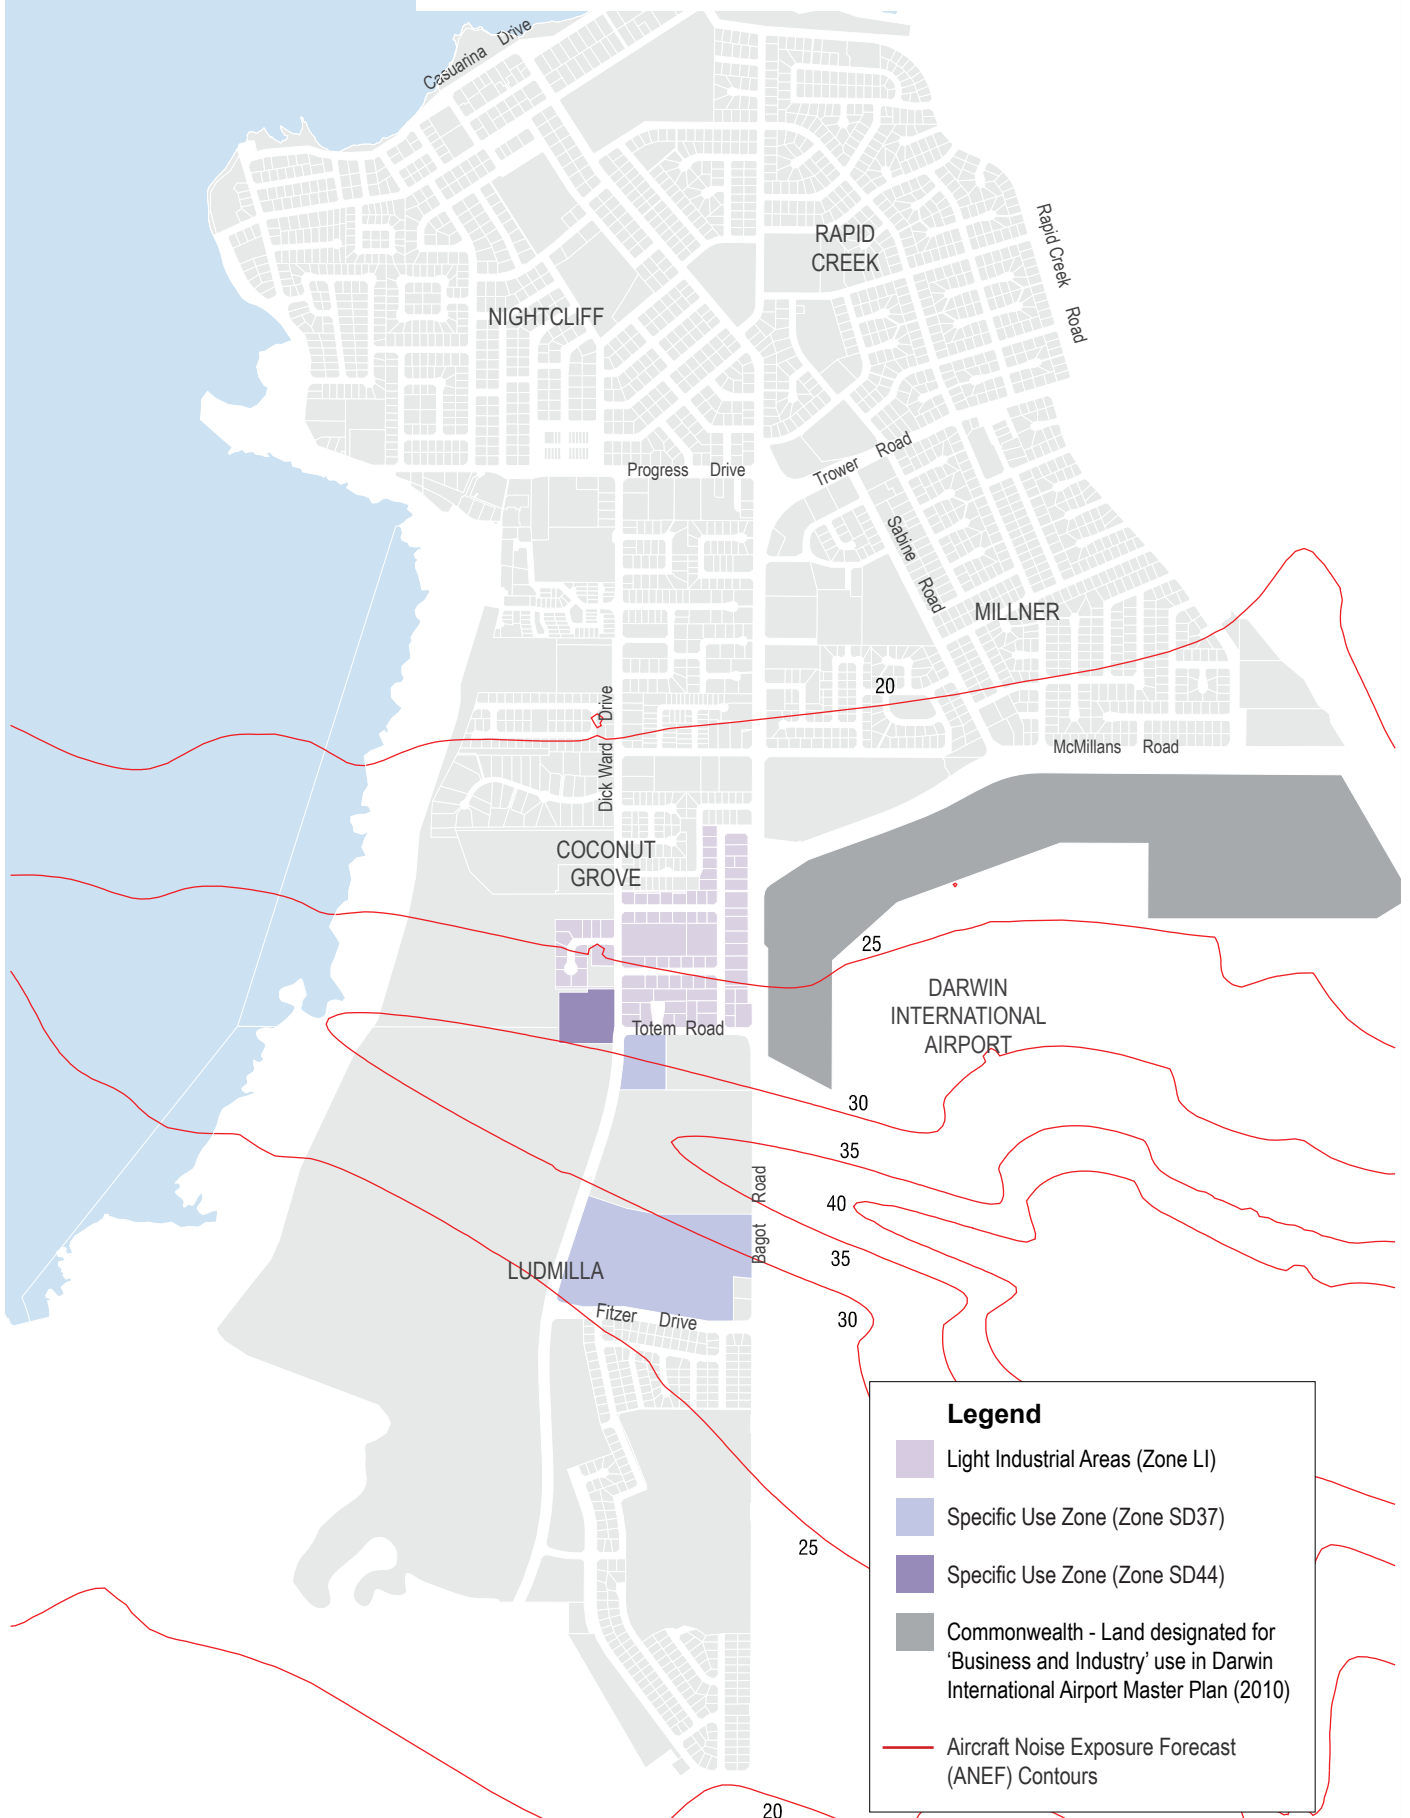 Casuarina Drive
RAPID
CREEK
Rapid Creek Road
NIGHTCLIFF
Progress Drive
Trower Road
Sabine Road
MILLNER
20
Dick Ward Drive
McMillans Road
COCONUT
GROVE
25
DARWIN
INTERNATIONAL
AIRPORT
Totem Road
30
35
40
Bagot Road
35
LUDMILLA
Fitzer Drive
30
25
20
Legend
Light Industrial Areas (Zone LI)
Specific Use Zone (Zone SD37)
Specific Use Zone (Zone SD44)
Commonwealth - Land designated for
‘Business and Industry’ use in Darwin
International Airport Master Plan (2010)
Aircraft Noise Exposure Forecast
(ANEF) Contours